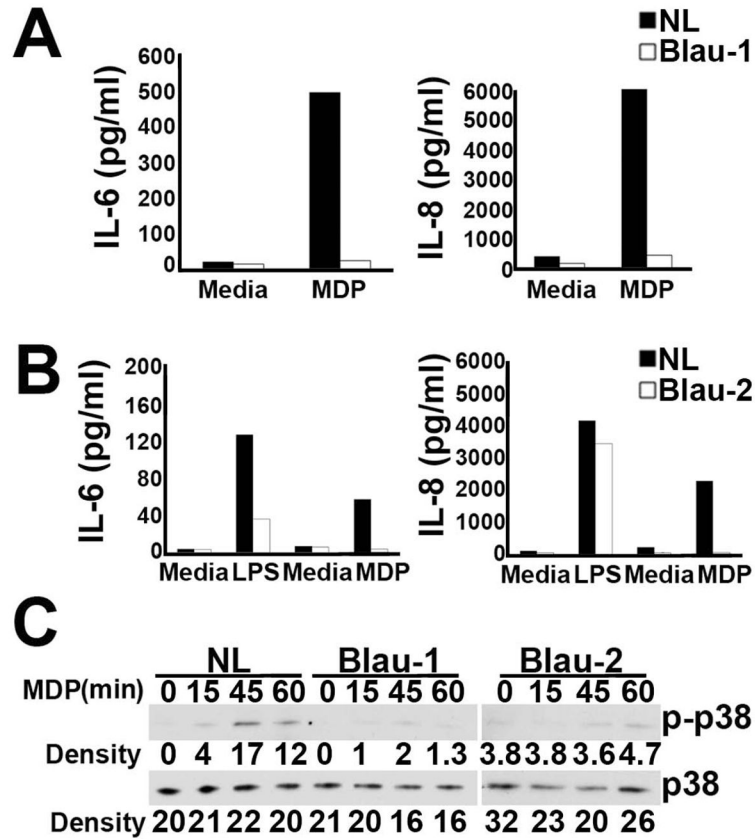 A
NL
Blau-1
IL-6 (pg/ml)
600
500
400
300
200
100
0
Media MDP
IL-8 (pg/ml)
6000
5000
4000
3000
2000
1000
0
Media MDP
B
NL
Blau-2
IL-6 (pg/ml)
200
160
120
80
40
0
Media LPS Media MDP
IL-8 (pg/ml)
6000
5000
4000
3000
2000
1000
0
Media LPS Media MDP
C
NL Blau-1 Blau-2
MDP(min) 0 15 45 60 0 15 45 60 0 15 45 60
p-p38
Density 0 4 17 12 0 1 2 1.3 3.8 3.8 3.6 4.7
p38
Density 20 21 22 20 21 20 16 16 32 23 20 26